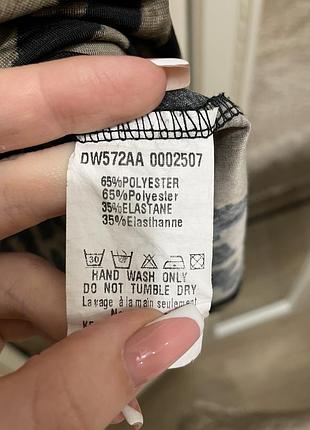 DW572AA 0002507
65%POLYESTER
65%Polyester
35%ELASTANE
35%Elasthanne
30
HAND WASH ONLY
DO NOT TUMBLE DRY
Lavage à la main seulement